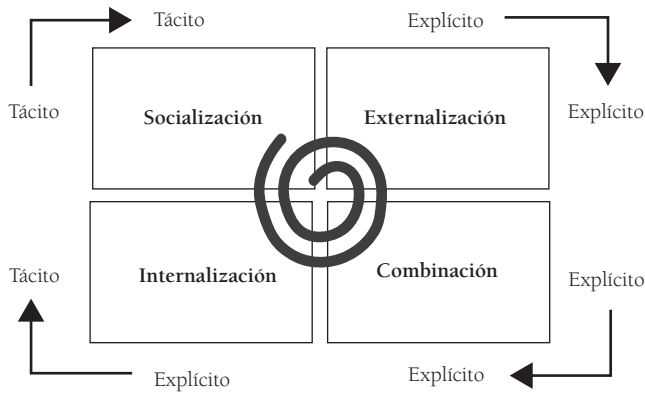 Tácito
Explícito
Tácito
Explícito
Socialización
Externalización
Tácito
Explícito
Internalización
Combinación
Explícito
Explícito